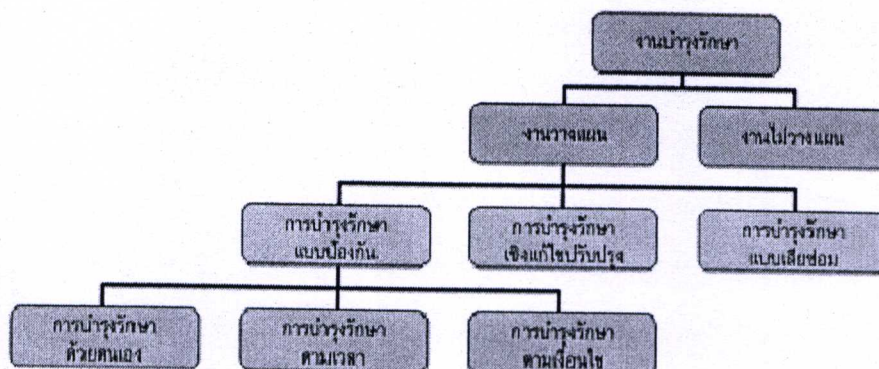 งานบำรุงรักษา
งานวางแผน
งานไม่วางแผน
การบำรุงรักษา
แบบป้องกัน
การบำรุงรักษา
เชิงแก้ไขปรับปรุง
การบำรุงรักษา
แบบเสียซ่อม
การบำรุงรักษา
ด้วยตนเอง
การบำรุงรักษา
ตามเวลา
การบำรุงรักษา
ตามเงื่อนไข